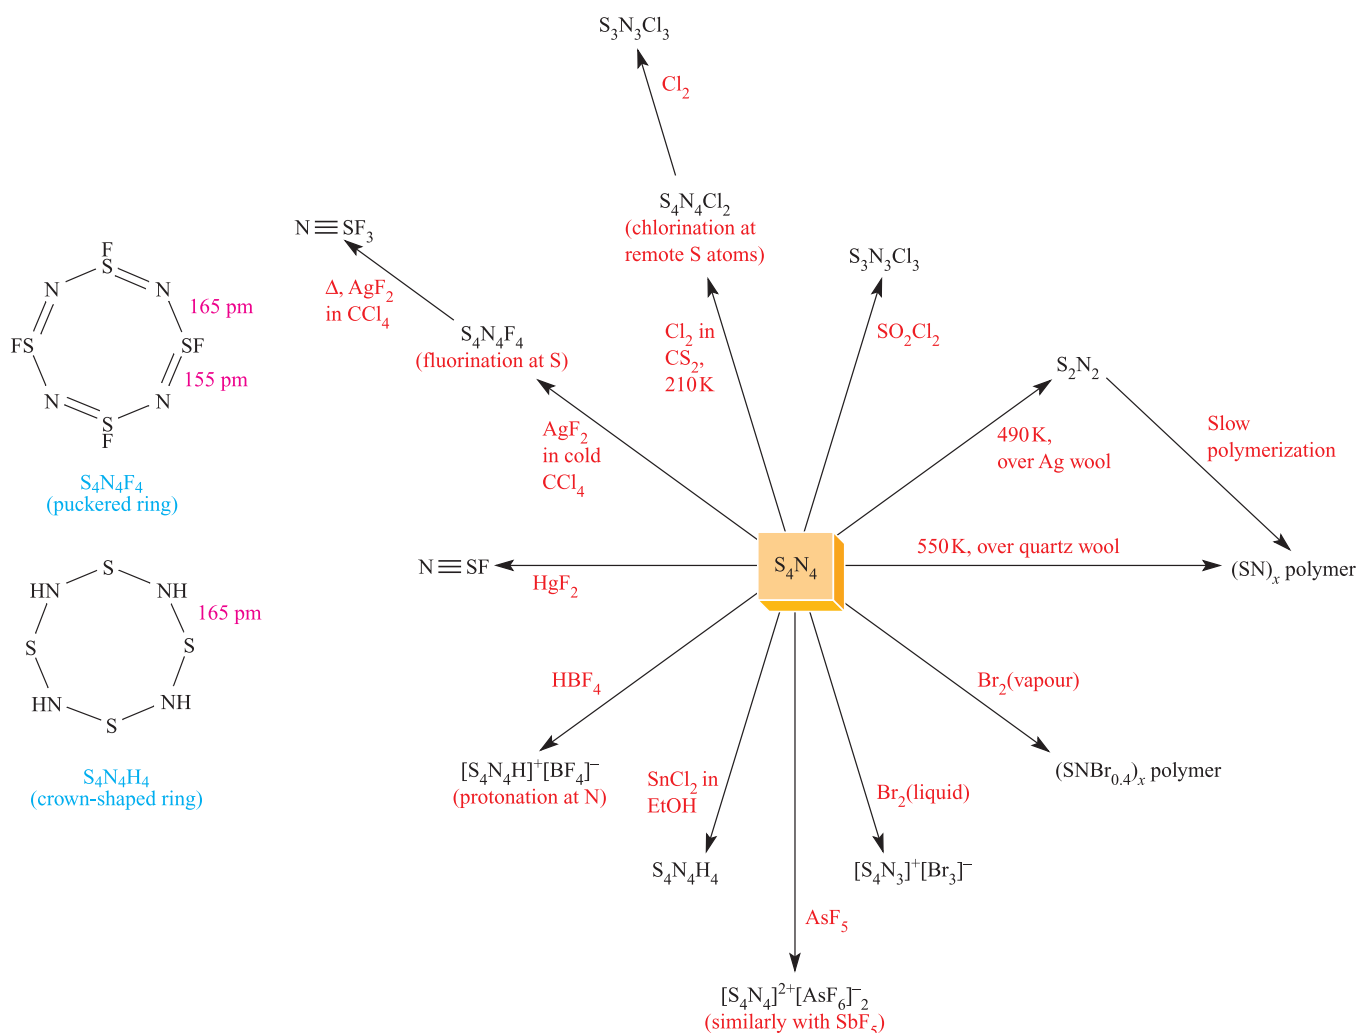 S₃N₃Cl₃
Cl₂
S₄N₄Cl₂
(chlorination at
remote S atoms)
N≡SF₃
Δ, AgF₂
in CCl₄
S₄N₄F₄
(fluorination at S)
AgF₂
in cold
CCl₄
Cl₂ in
CS₂,
210 K
S₃N₃Cl₃
SO₂Cl₂
S₂N₂
490 K,
over Ag wool
Slow
polymerization
550 K, over quartz wool
(SN)ₓ polymer
S₄N₄
N≡SF
HgF₂
HBF₄
[S₄N₄H]⁺[BF₄]⁻
(protonation at N)
SnCl₂ in
EtOH
S₄N₄H₄
AsF₅
[S₄N₄]²⁺[AsF₆]⁻₂
(similarly with SbF₅)
Br₂(liquid)
[S₄N₃]⁺[Br₃]⁻
Br₂(vapour)
(SNBr₀.₄)ₓ polymer
F
S
N N
165 pm
FS SF
155 pm
N N
S
F
S₄N₄F₄
(puckered ring)
S
HN NH
165 pm
S S
HN NH
S
S₄N₄H₄
(crown-shaped ring)